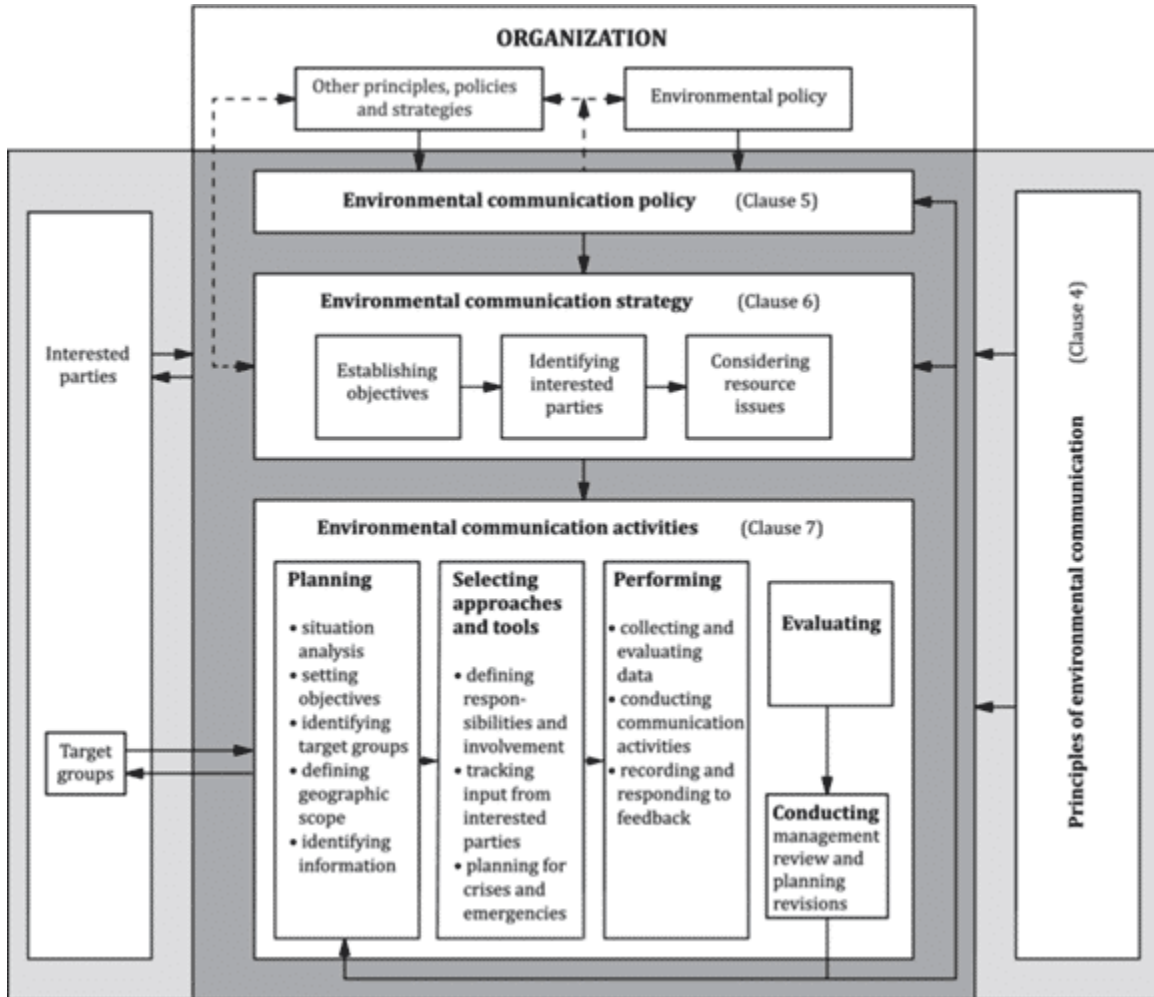 ORGANIZATION
Other principles, policies
and strategies
Environmental policy
Environmental communication policy (Clause 5)
Environmental communication strategy (Clause 6)
Establishing
objectives
Identifying
interested
parties
Considering
resource
issues
Interested
parties
Environmental communication activities (Clause 7)
Planning
• situation
analysis
• setting
objectives
• identifying
target groups
• defining
geographic
scope
• identifying
information
Selecting
approaches
and tools
• defining
respon-
sibilities and
involvement
• tracking
input from
interested
parties
• planning for
crises and
emergencies
Performing
• collecting and
evaluating
data
• conducting
communication
activities
• recording and
responding to
feedback
Evaluating
Conducting
management
review and
planning
revisions
Target
groups
Principles of environmental communication (Clause 4)